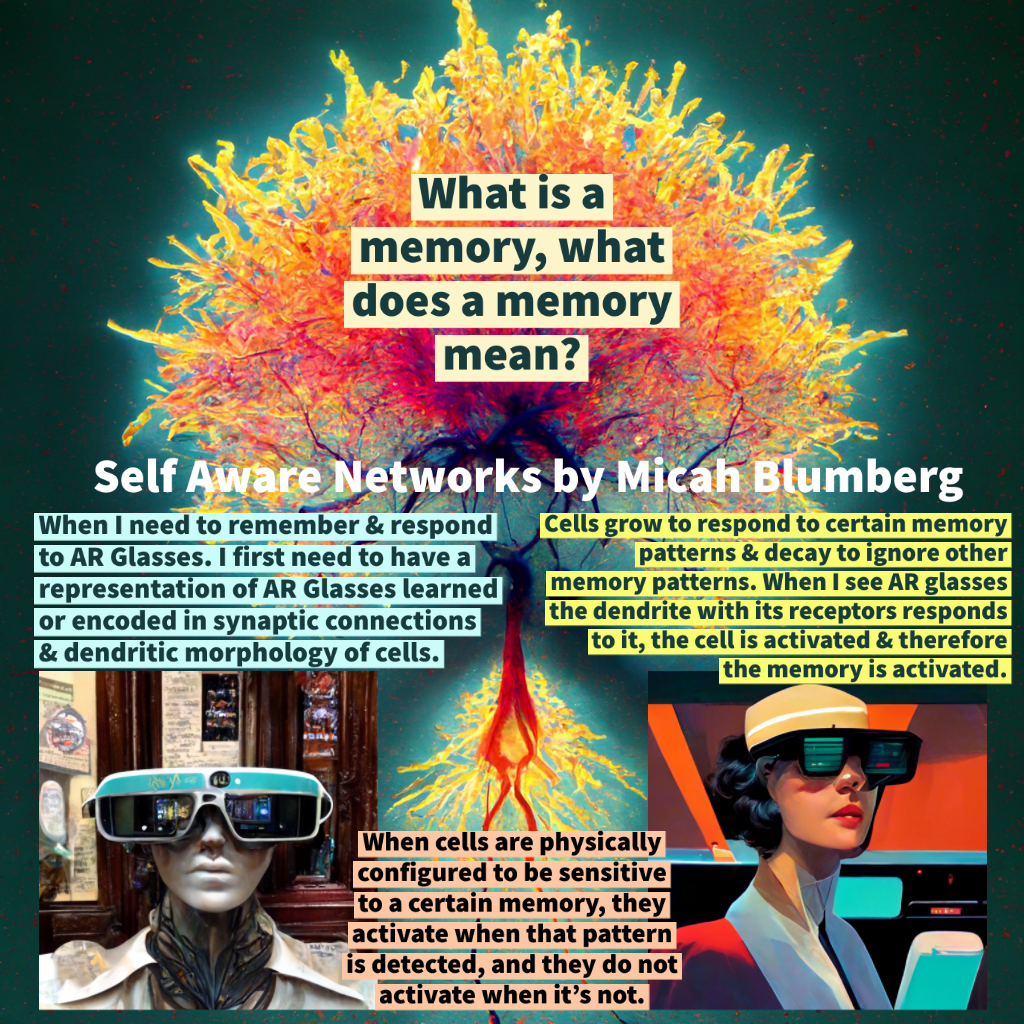 What is a
memory, what
does a memory
mean?
Self Aware Networks by Micah Blumberg
When I need to remember & respond
to AR Glasses. I first need to have a
representation of AR Glasses learned
or encoded in synaptic connections
& dendritic morphology of cells.
Cells grow to respond to certain memory
patterns & decay to ignore other
memory patterns. When I see AR glasses
the dendrite with its receptors responds
to it, the cell is activated & therefore
the memory is activated.
When cells are physically
configured to be sensitive
to a certain memory, they
activate when that pattern
is detected, and they do not
activate when it's not.